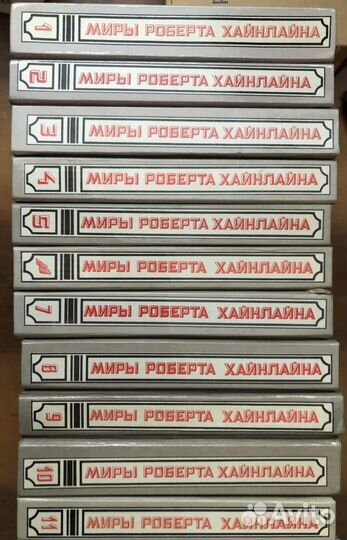 1 МИРЫ РОБЕРТА ХАЙНЛАЙНА
2 МИРЫ РОБЕРТА ХАЙНЛАЙНА
3 МИРЫ РОБЕРТА ХАЙНЛАЙНА
4 МИРЫ РОБЕРТА ХАЙНЛАЙНА
5 МИРЫ РОБЕРТА ХАЙНЛАЙНА
МИРЫ РОБЕРТА ХАЙНЛАЙНА
7 МИРЫ РОБЕРТА ХАЙНЛАЙНА
8 МИРЫ РОБЕРТА ХАЙНЛАЙНА
9 МИРЫ РОБЕРТА ХАЙНЛАЙНА
10 МИРЫ РОБЕРТА ХАЙНЛАЙНА
11 МИРЫ РОБЕРТА ХАЙНЛАЙНА
Avito